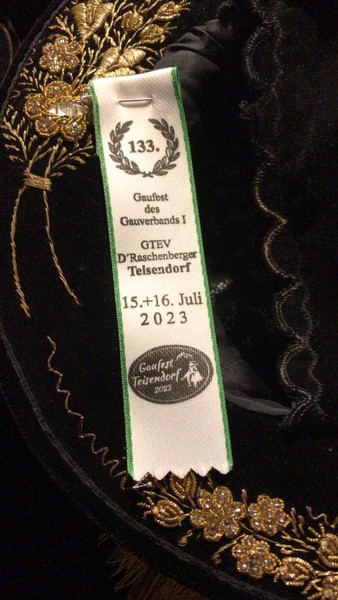 133.
Gaufest
des
Gauverbands I
GTEV
D'Raschenberger
Teisendorf
15.+16. Juli
2023
Gaufest
Teisendorf
2023